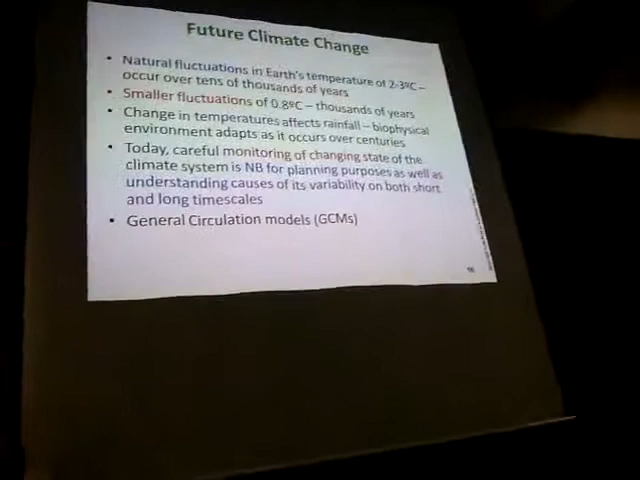 Future Climate Change
• Natural fluctuations in Earth's temperature of 2-3ºC –
occur over tens of thousands of years
• Smaller fluctuations of 0.8ºC – thousands of years
• Change in temperatures affects rainfall – biophysical
environment adapts as it occurs over centuries
• Today, careful monitoring of changing state of the
climate system is NB for planning purposes as well as
understanding causes of its variability on both short
and long timescales
• General Circulation models (GCMs)